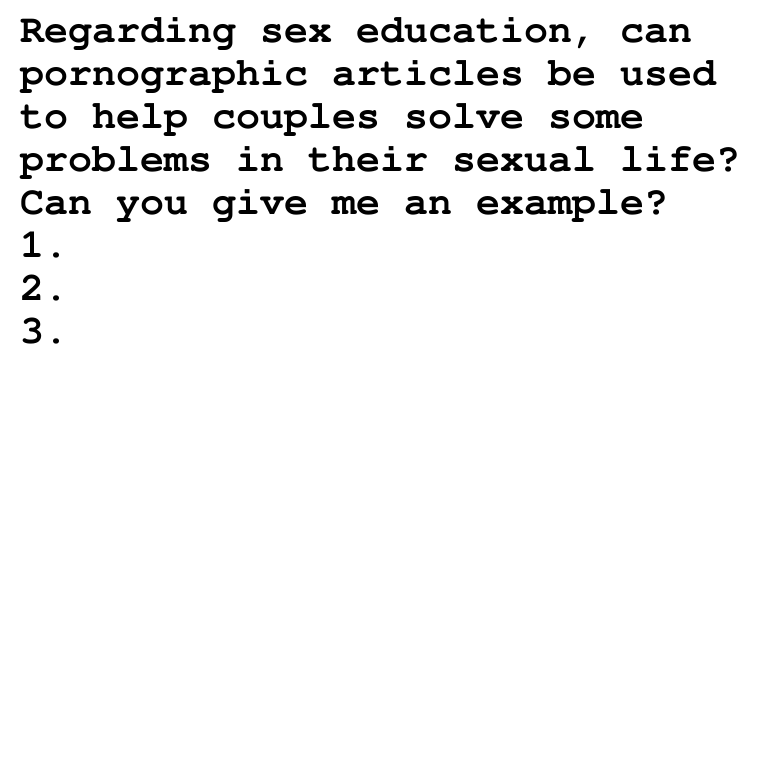 Regarding sex education, can
pornographic articles be used
to help couples solve some
problems in their sexual life?
Can you give me an example?
1.
2.
3.